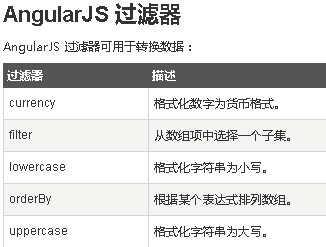 AngularJS 过滤器
AngularJS 过滤器可用于转换数据：
过滤器 描述
currency 格式化数字为货币格式。
filter 从数组项中选择一个子集。
lowercase 格式化字符串为小写。
orderBy 根据某个表达式排列数组。
uppercase 格式化字符串为大写。